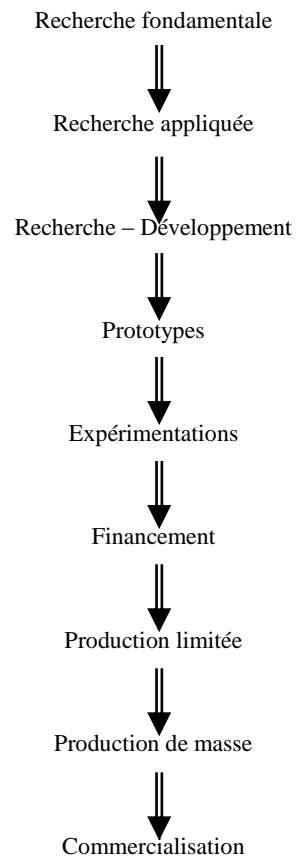 Recherche fondamentale
Recherche appliquée
Recherche – Développement
Prototypes
Expérimentations
Financement
Production limitée
Production de masse
Commercialisation